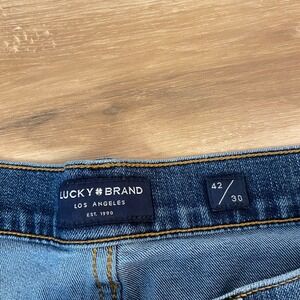 LUCKY BRAND
LOS ANGELES
EST. 1990
42/30